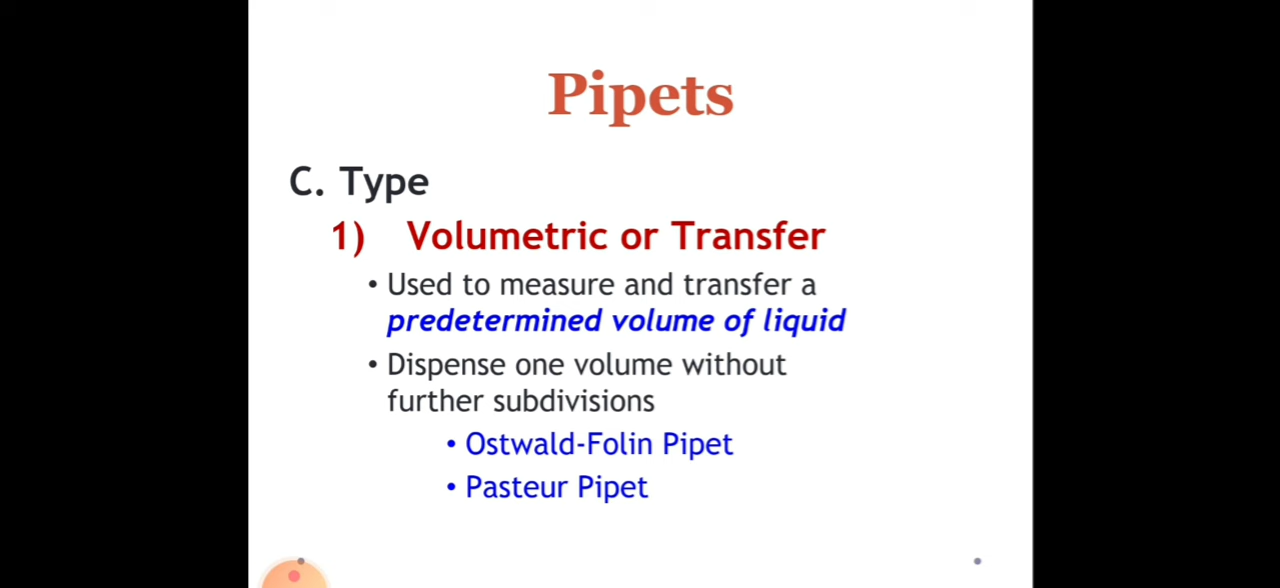 Pipets
C. Type
1) Volumetric or Transfer
• Used to measure and transfer a
predetermined volume of liquid
• Dispense one volume without
further subdivisions
• Ostwald-Folin Pipet
• Pasteur Pipet